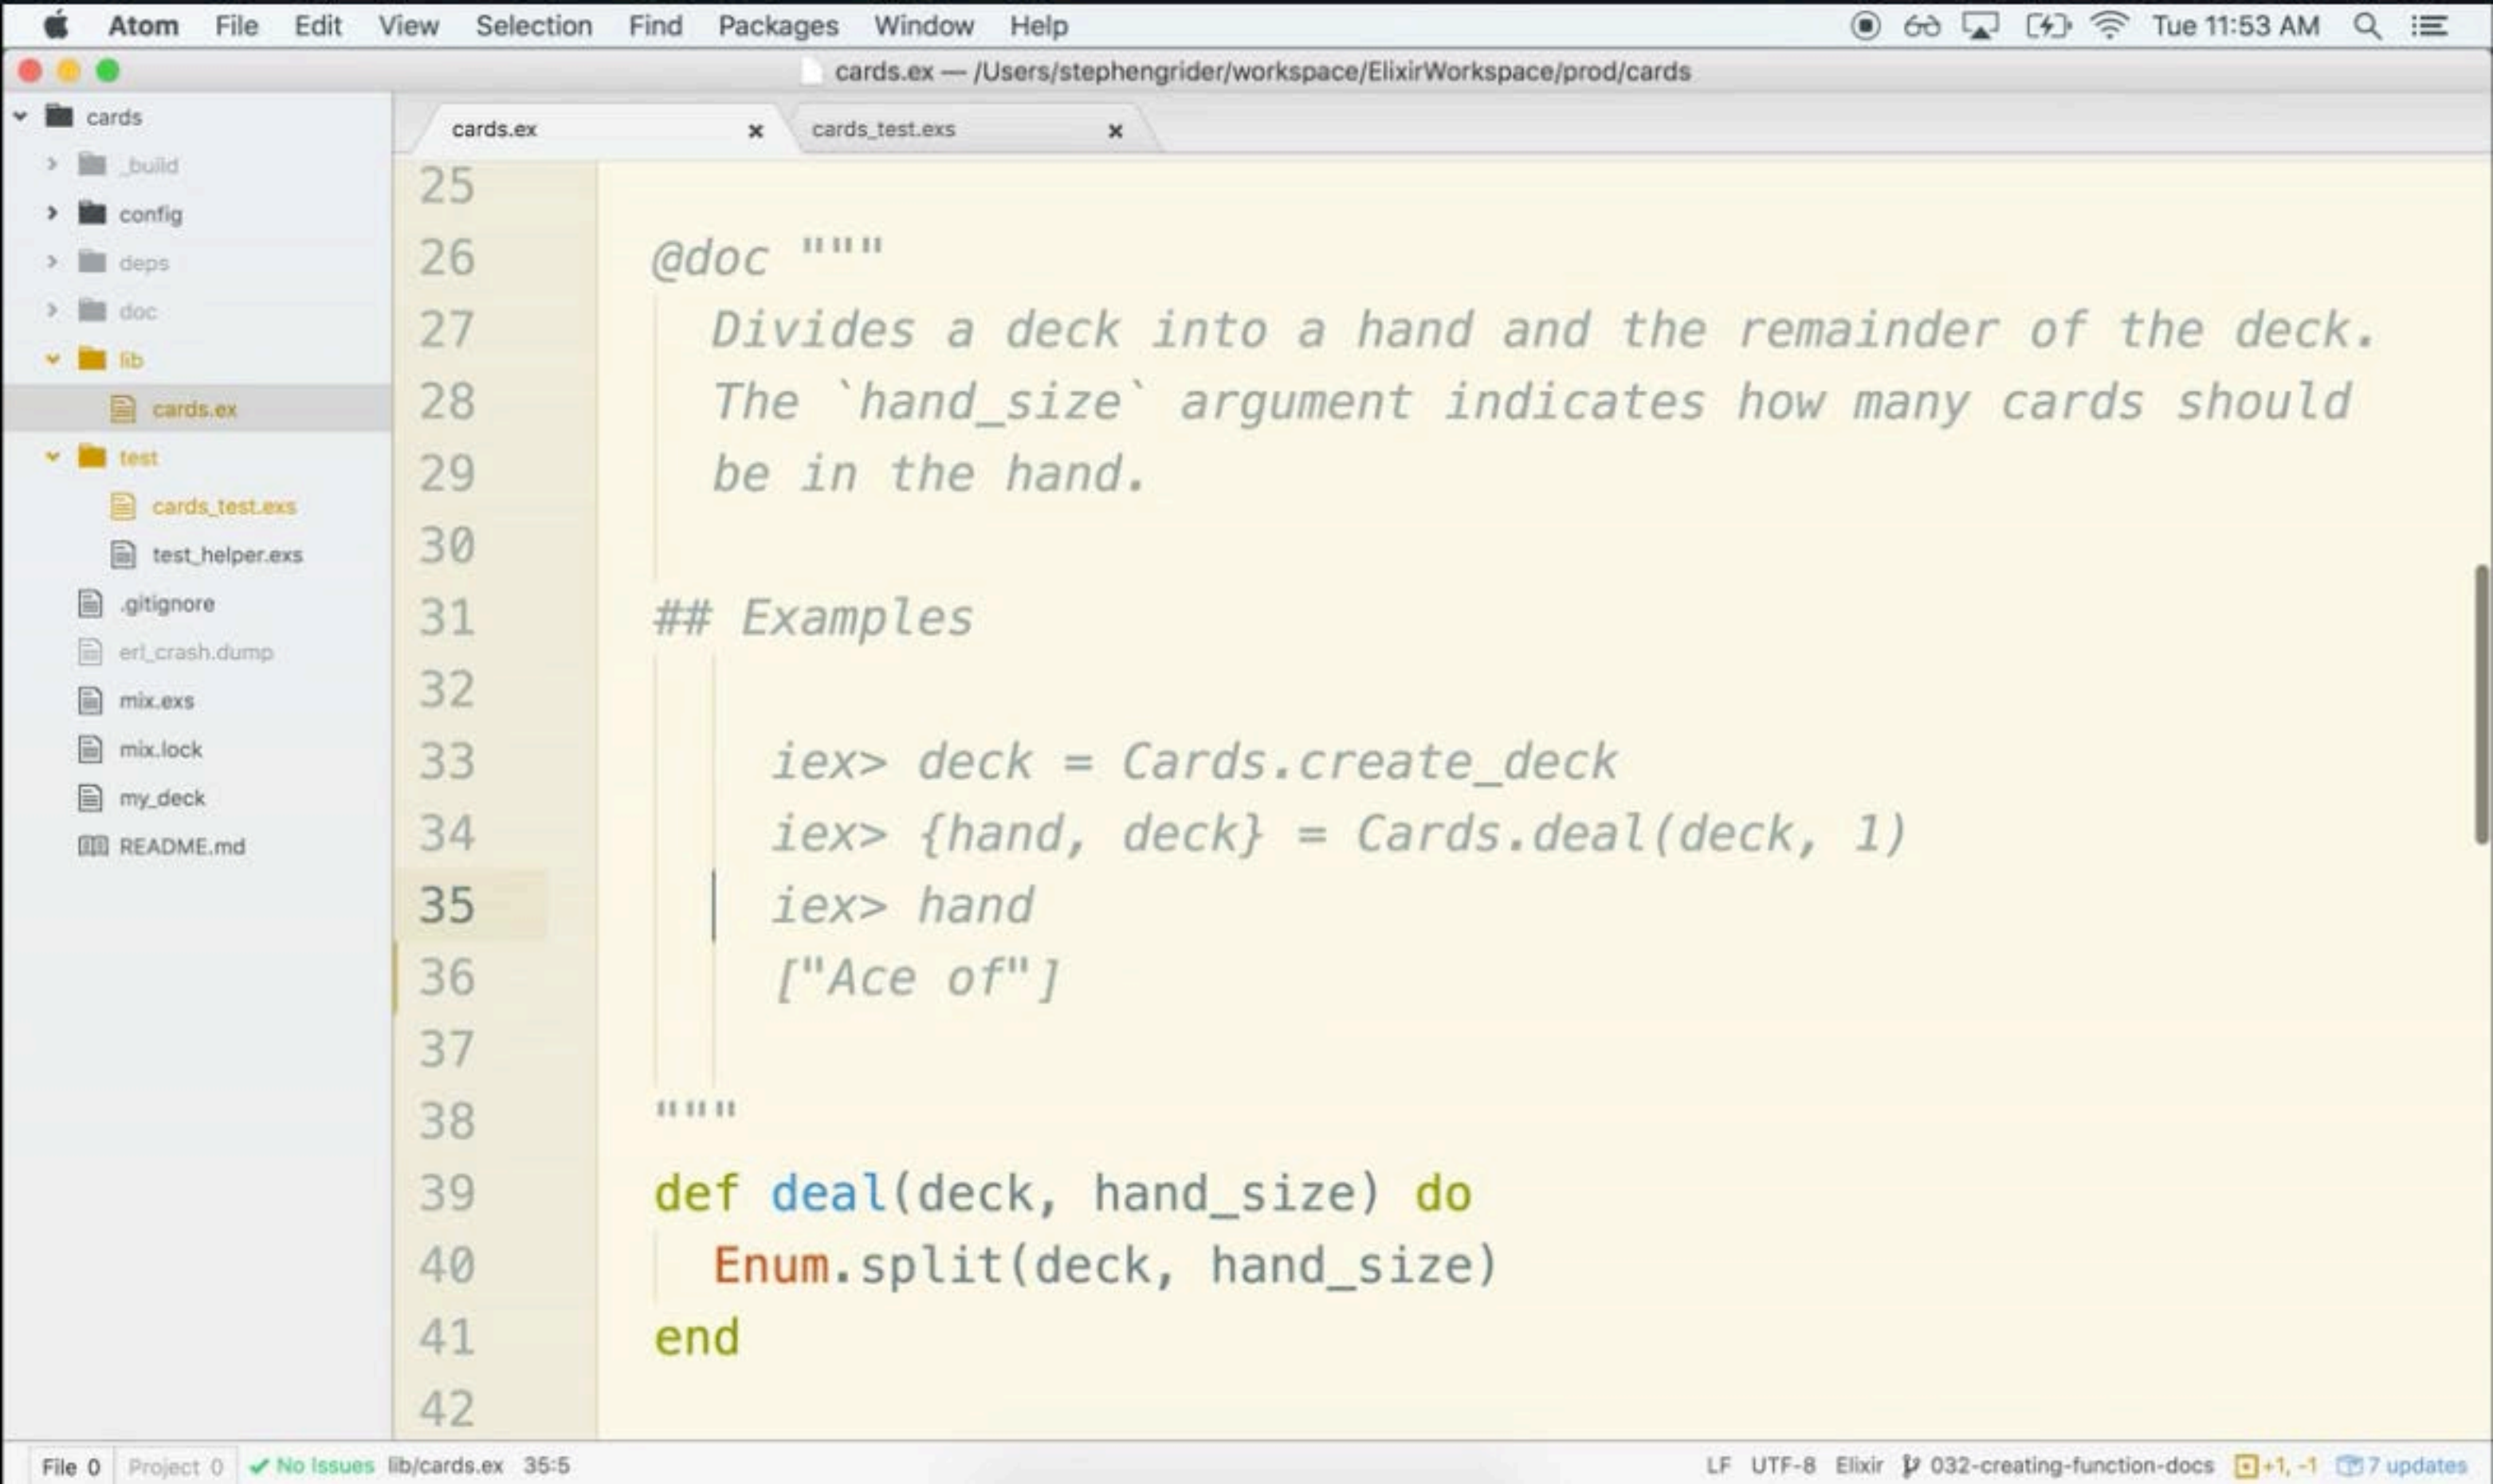 Atom File Edit View Selection Find Packages Window Help Tue 11:53 AM
cards.ex — /Users/stephengrider/workspace/ElixirWorkspace/prod/cards
cards
_build
config
deps
doc
lib
cards.ex
test
cards_test.exs
test_helper.exs
.gitignore
erl_crash.dump
mix.exs
mix.lock
my_deck
README.md
cards.ex × cards_test.exs ×
25
26 @doc """
27 Divides a deck into a hand and the remainder of the deck.
28 The `hand_size` argument indicates how many cards should
29 be in the hand.
30
31 ## Examples
32
33 iex> deck = Cards.create_deck
34 iex> {hand, deck} = Cards.deal(deck, 1)
35 iex> hand
36 ["Ace of"]
37
38 """
39 def deal(deck, hand_size) do
40 Enum.split(deck, hand_size)
41 end
42
File 0 Project 0 No Issues lib/cards.ex 35:5 LF UTF-8 Elixir 032-creating-function-docs +1, -1 7 updates